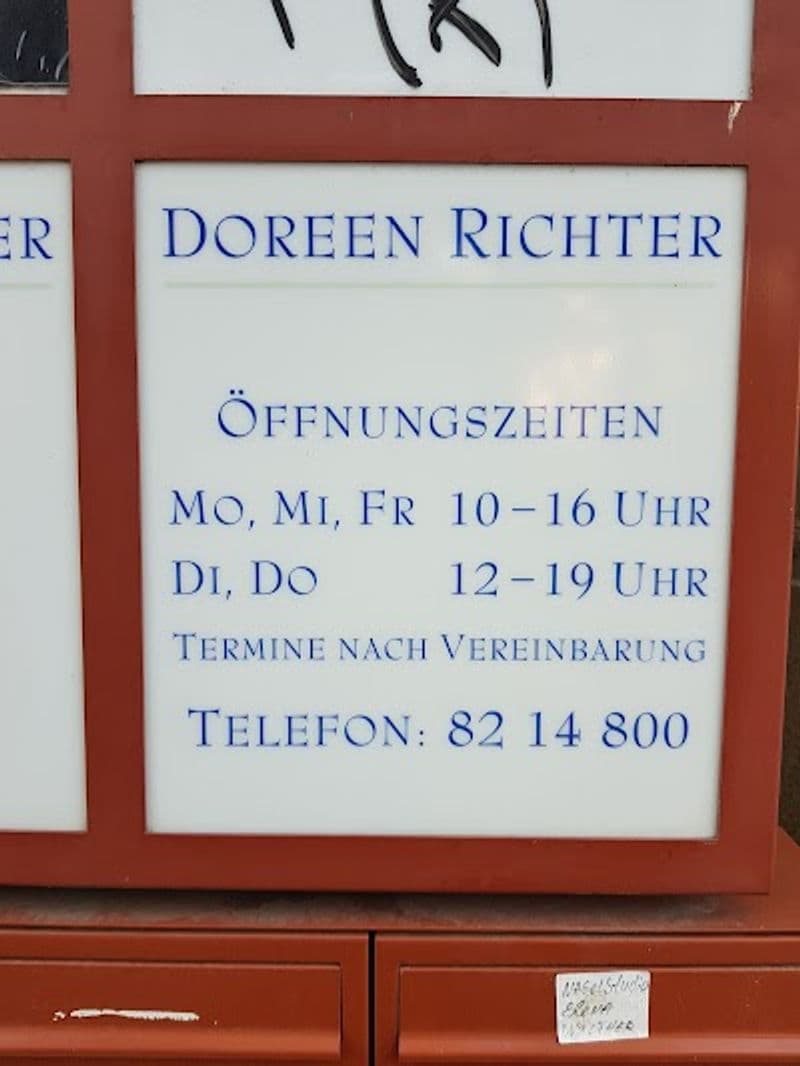 ER
DOREEN RICHTER
ÖFFNUNGSZEITEN
MO, MI, FR 10–16 UHR
DI, DO 12–19 UHR
TERMINE NACH VEREINBARUNG
TELEFON: 82 14 800
NAGELStudio